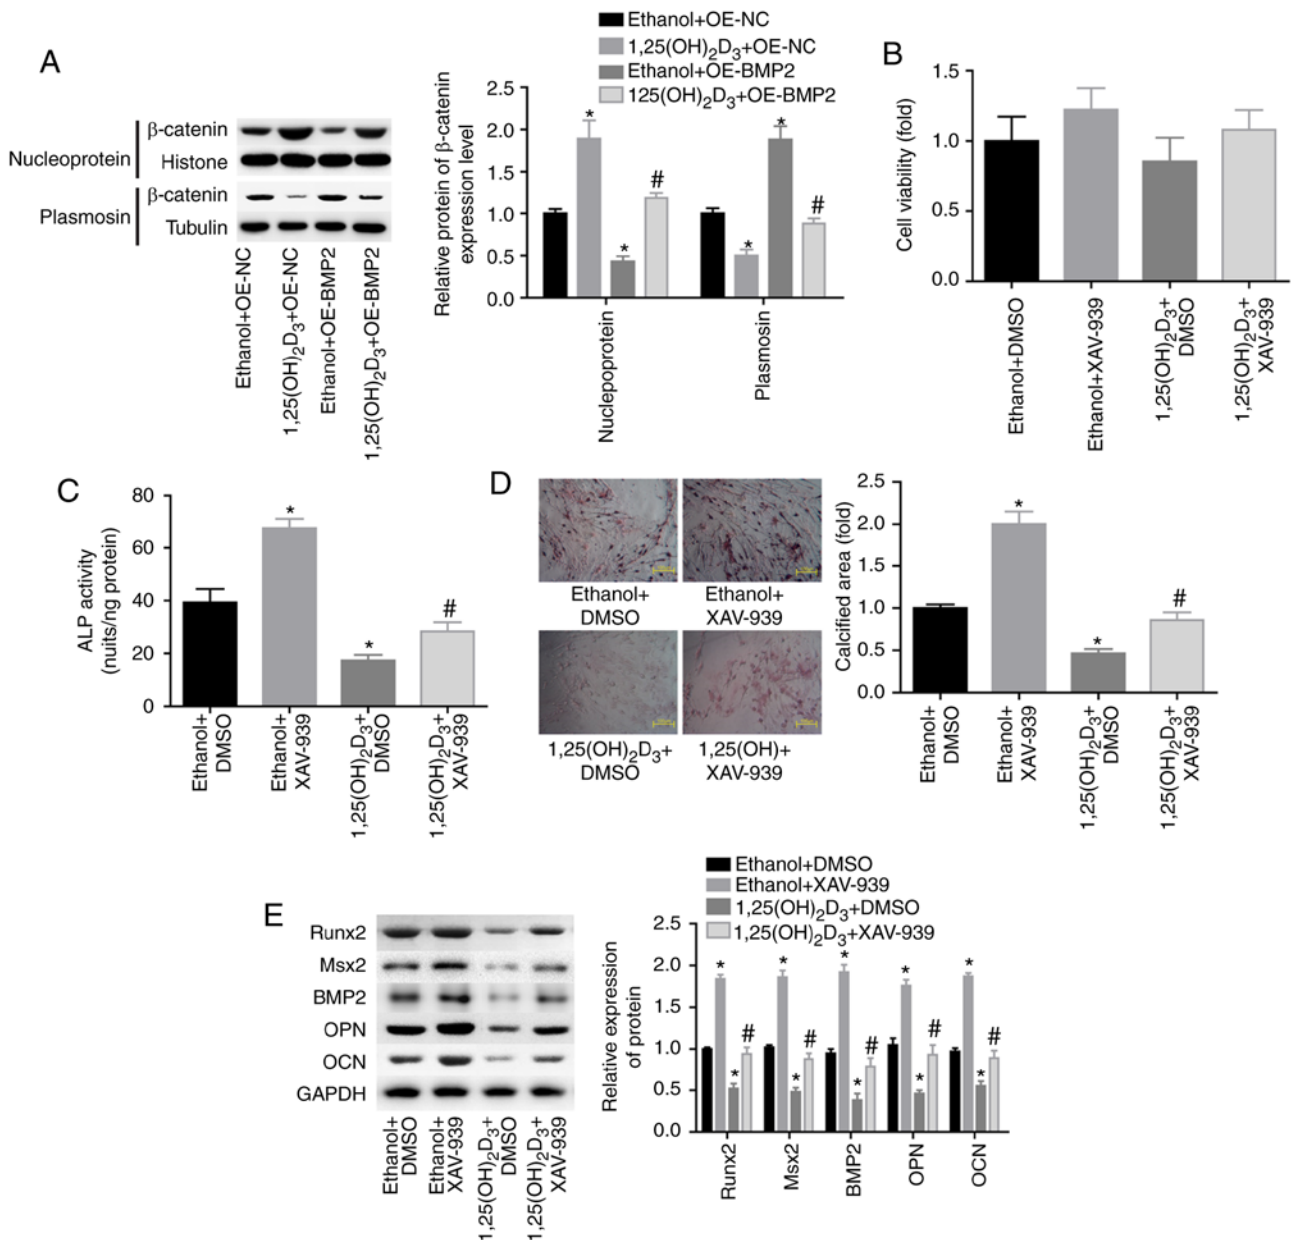 A
Nucleoprotein
β-catenin
Histone
Plasmosin
β-catenin
Tubulin
Ethanol+OE-NC
1,25(OH)2D3+OE-NC
Ethanol+OE-BMP2
1,25(OH)2D3+OE-BMP2
Ethanol+OE-NC
1,25(OH)2D3+OE-NC
Ethanol+OE-BMP2
125(OH)2D3+OE-BMP2
Relative protein of β-catenin
expression level
2.5
2.0
1.5
1.0
0.5
0.0
*
*
#
*
*
#
Nuclepoprotein
Plasmosin
B
Cell viability (fold)
1.5
1.0
0.5
0.0
Ethanol+DMSO
Ethanol+XAV-939
1,25(OH)2D3+
DMSO
1,25(OH)2D3+
XAV-939
C
ALP activity
(nuits/ng protein)
80
60
40
20
0
*
*
#
Ethanol+
DMSO
Ethanol+
XAV-939
1,25(OH)2D3+
DMSO
1,25(OH)2D3+
XAV-939
D
Ethanol+
DMSO
Ethanol+
XAV-939
1,25(OH)2D3+
DMSO
1,25(OH)+
XAV-939
Calcified area (fold)
2.5
2.0
1.5
1.0
0.5
0.0
*
*
#
Ethanol+
DMSO
Ethanol+
XAV-939
1,25(OH)2D3+
DMSO
1,25(OH)2D3+
XAV-939
E
Runx2
Msx2
BMP2
OPN
OCN
GAPDH
Ethanol+
DMSO
Ethanol+
XAV-939
1,25(OH)2D3+
DMSO
1,25(OH)2D3+
XAV-939
Ethanol+DMSO
Ethanol+XAV-939
1,25(OH)2D3+DMSO
1,25(OH)2D3+XAV-939
Relative expression
of protein
2.5
2.0
1.5
1.0
0.5
0.0
*
*
#
*
*
#
*
*
#
*
*
#
*
*
#
Runx2
Msx2
BMP2
OPN
OCN